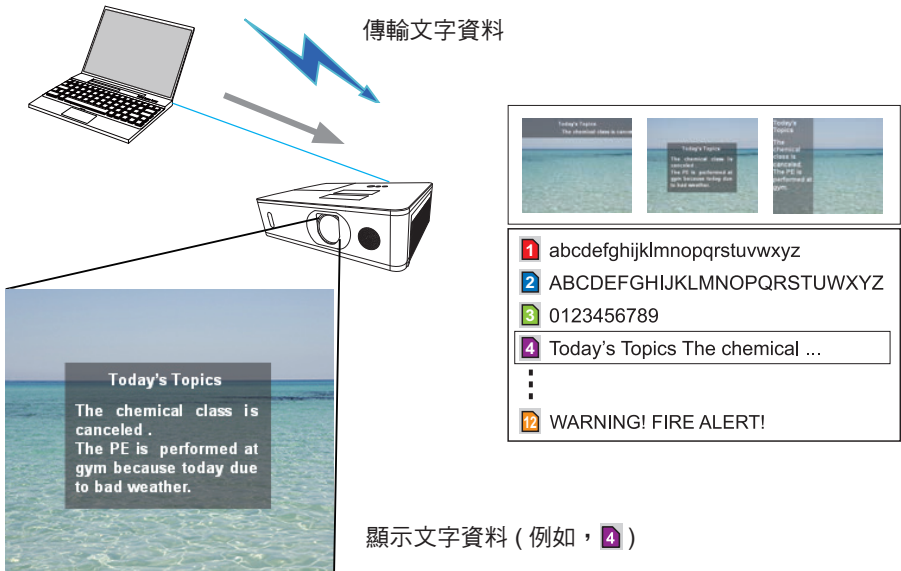 傳輸文字資料
Today's Topics
The chemical class is cance
Today's Topics
The chemical class is
canceled .
The PE is performed at
gym because today due
to bad weather.
Today's
Topics
The
chemical
class is
canceled.
The PE is
performed at
gym.
1 abcdefghijklmnopqrstuvwxyz
2 ABCDEFGHIJKLMNOPQRSTUWXYZ
3 0123456789
4 Today's Topics The chemical ...
12 WARNING! FIRE ALERT!
Today's Topics
The chemical class is
canceled .
The PE is performed at
gym because today due
to bad weather.
顯示文字資料 ( 例如，4 )